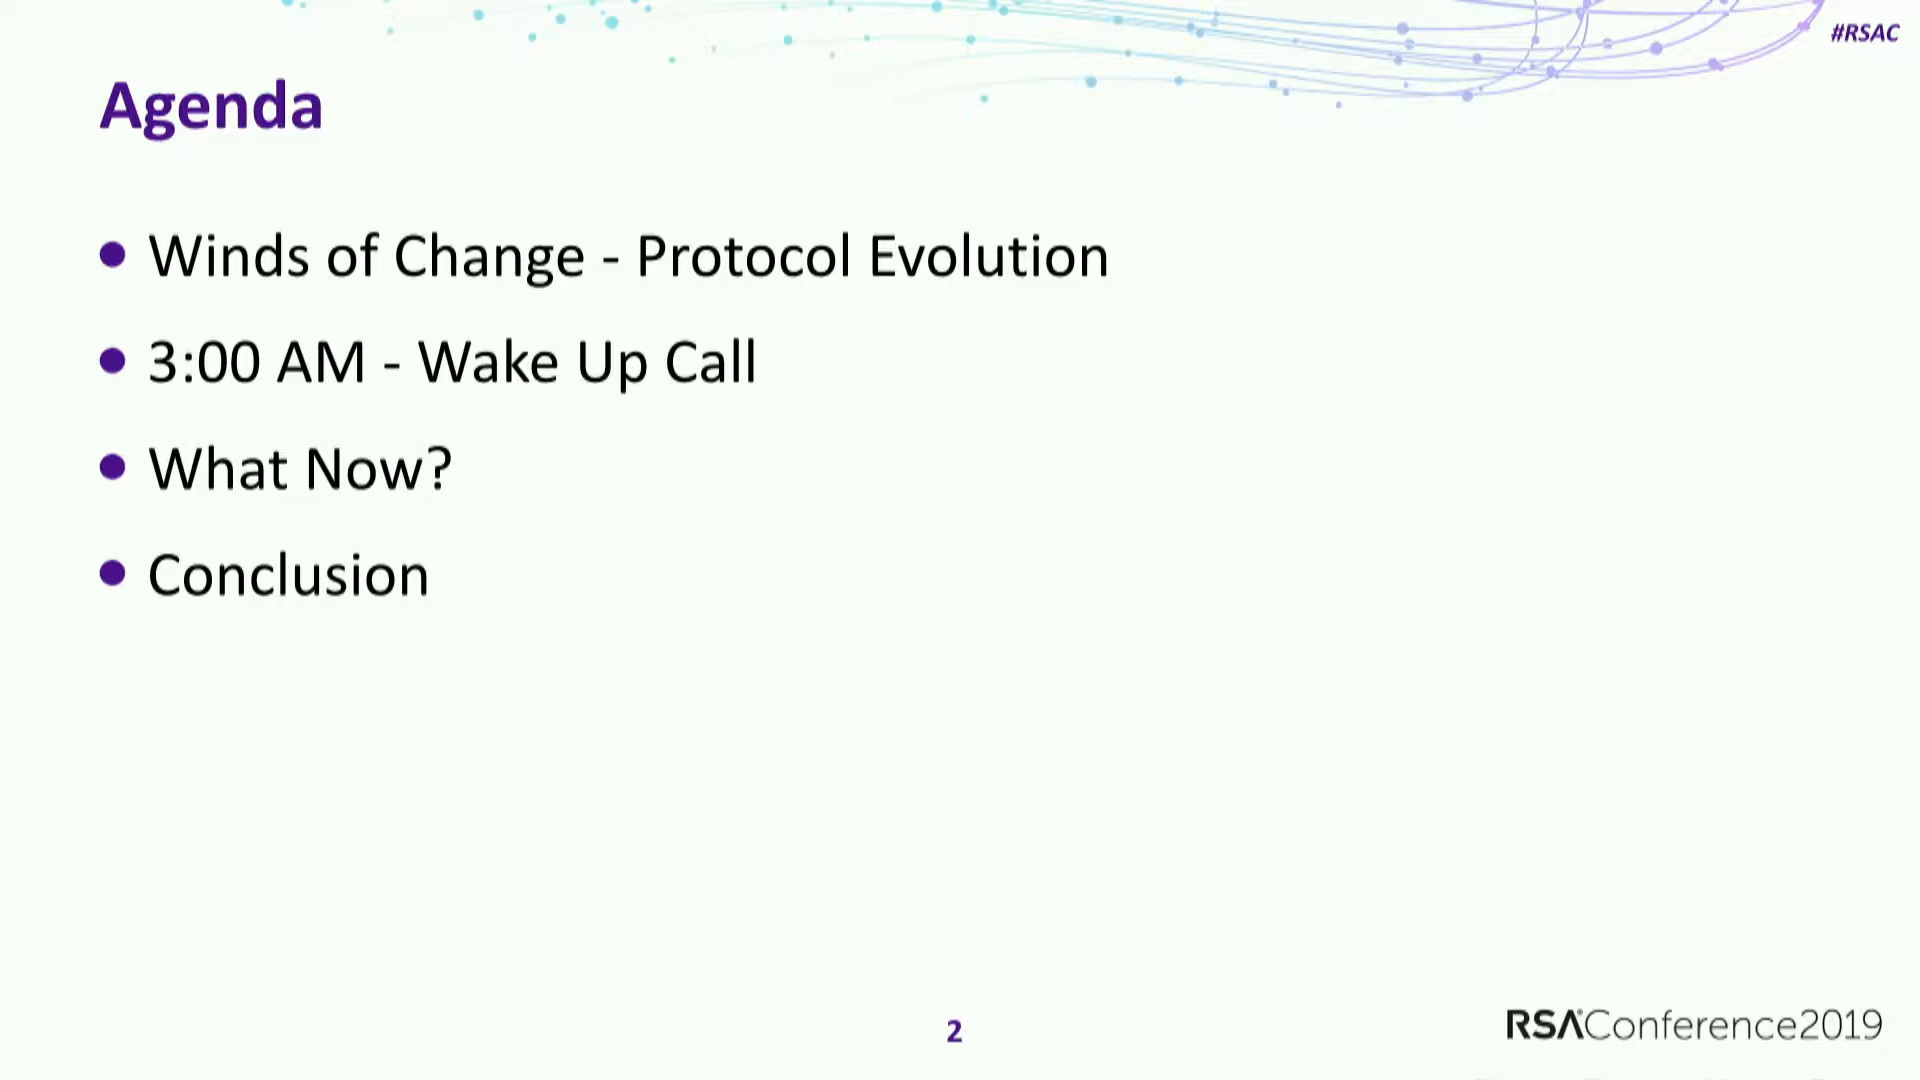 #RSAC
Agenda
• Winds of Change - Protocol Evolution
• 3:00 AM - Wake Up Call
• What Now?
• Conclusion
2
RSAConference2019